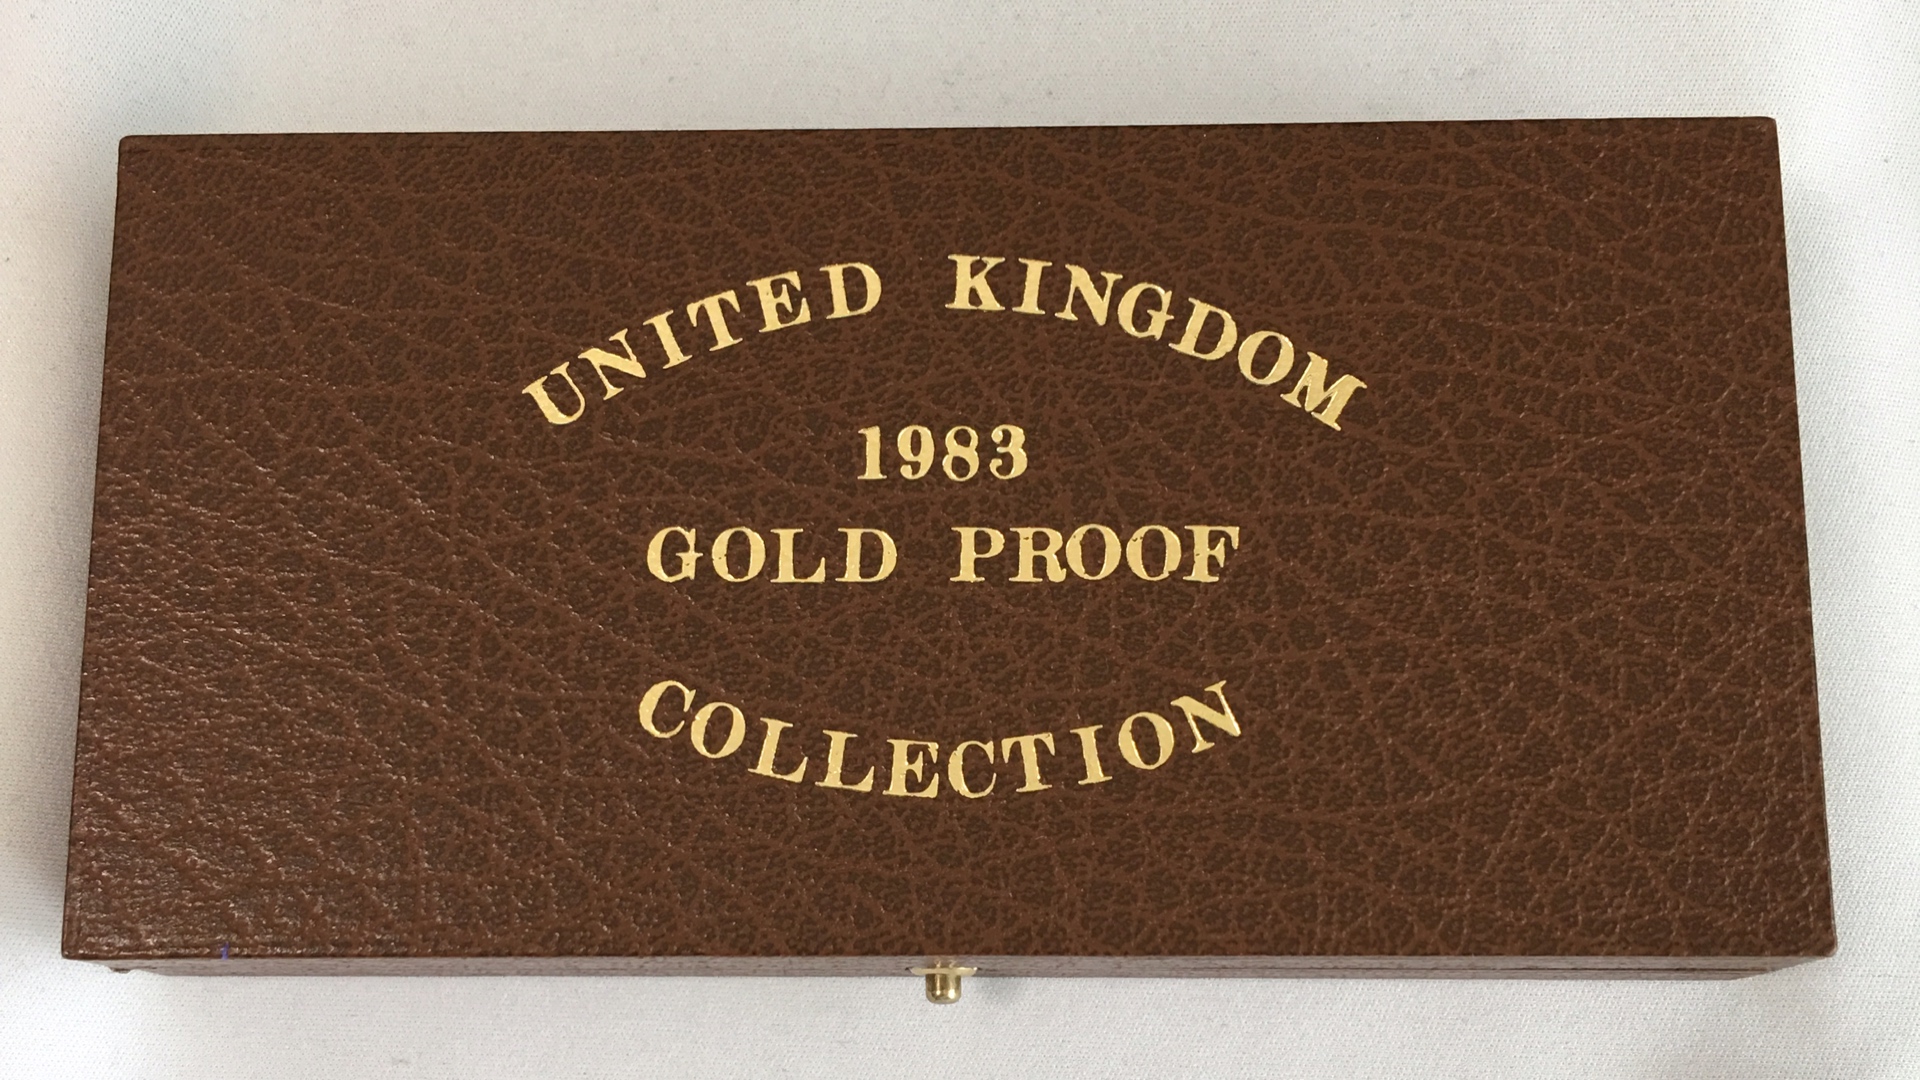 UNITED KINGDOM
1983
GOLD PROOF
COLLECTION